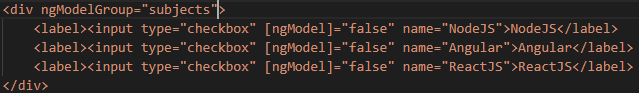 <div ngModelGroup="subjects">
<label><input type="checkbox" [ngModel]="false" name="NodeJS">NodeJS</label>
<label><input type="checkbox" [ngModel]="false" name="Angular">Angular</label>
<label><input type="checkbox" [ngModel]="false" name="ReactJS">ReactJS</label>
</div>